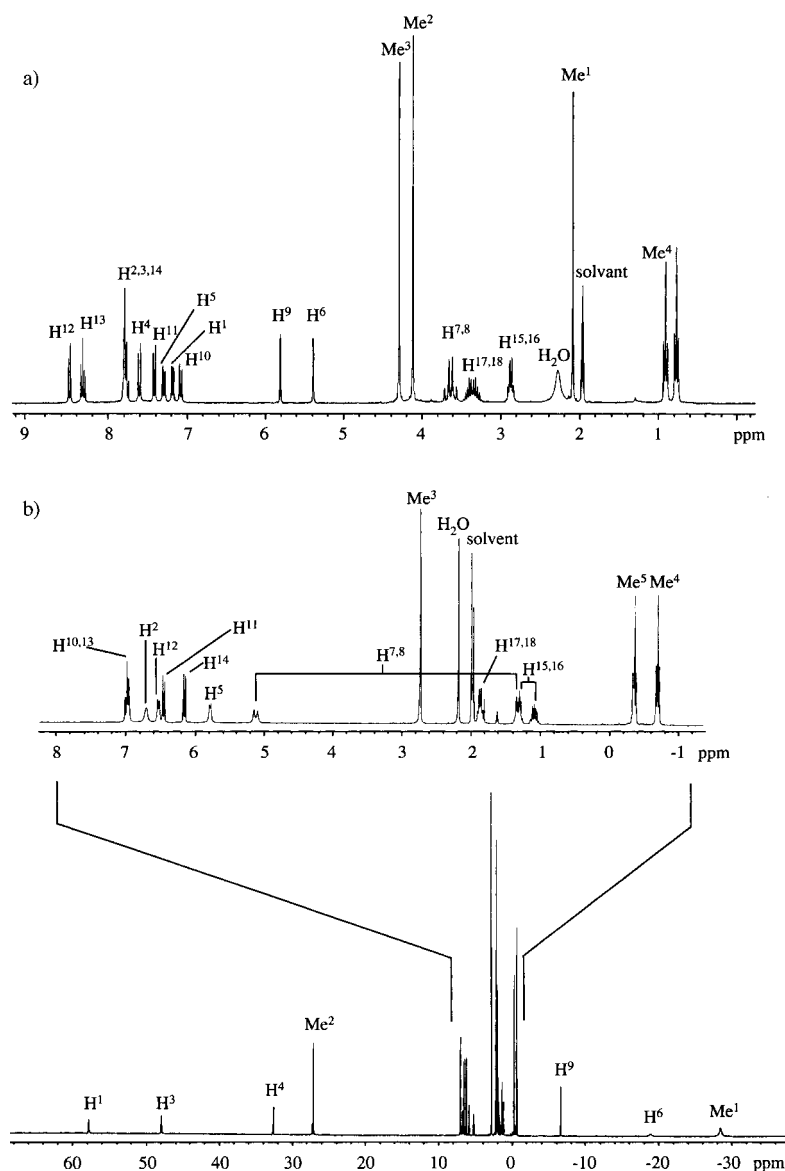 a)
Me³
Me²
Me¹
Me⁴
solvant
H¹²
H¹³
H²,³,¹⁴
H⁴
H¹¹
H⁵
H¹
H¹⁰
H⁹
H⁶
H⁷,⁸
H¹⁷,¹⁸
H¹⁵,¹⁶
H₂O
9 8 7 6 5 4 3 2 1 ppm
b)
Me³
H₂O
solvent
Me⁵
Me⁴
H¹⁰,¹³
H²
H¹²
H¹¹
H¹⁴
H⁵
H⁷,⁸
H¹⁷,¹⁸
H¹⁵,¹⁶
8 7 6 5 4 3 2 1 0 -1 ppm
H¹
H³
H⁴
Me²
H⁹
H⁶
Me¹
60 50 40 30 20 10 0 -10 -20 -30 ppm